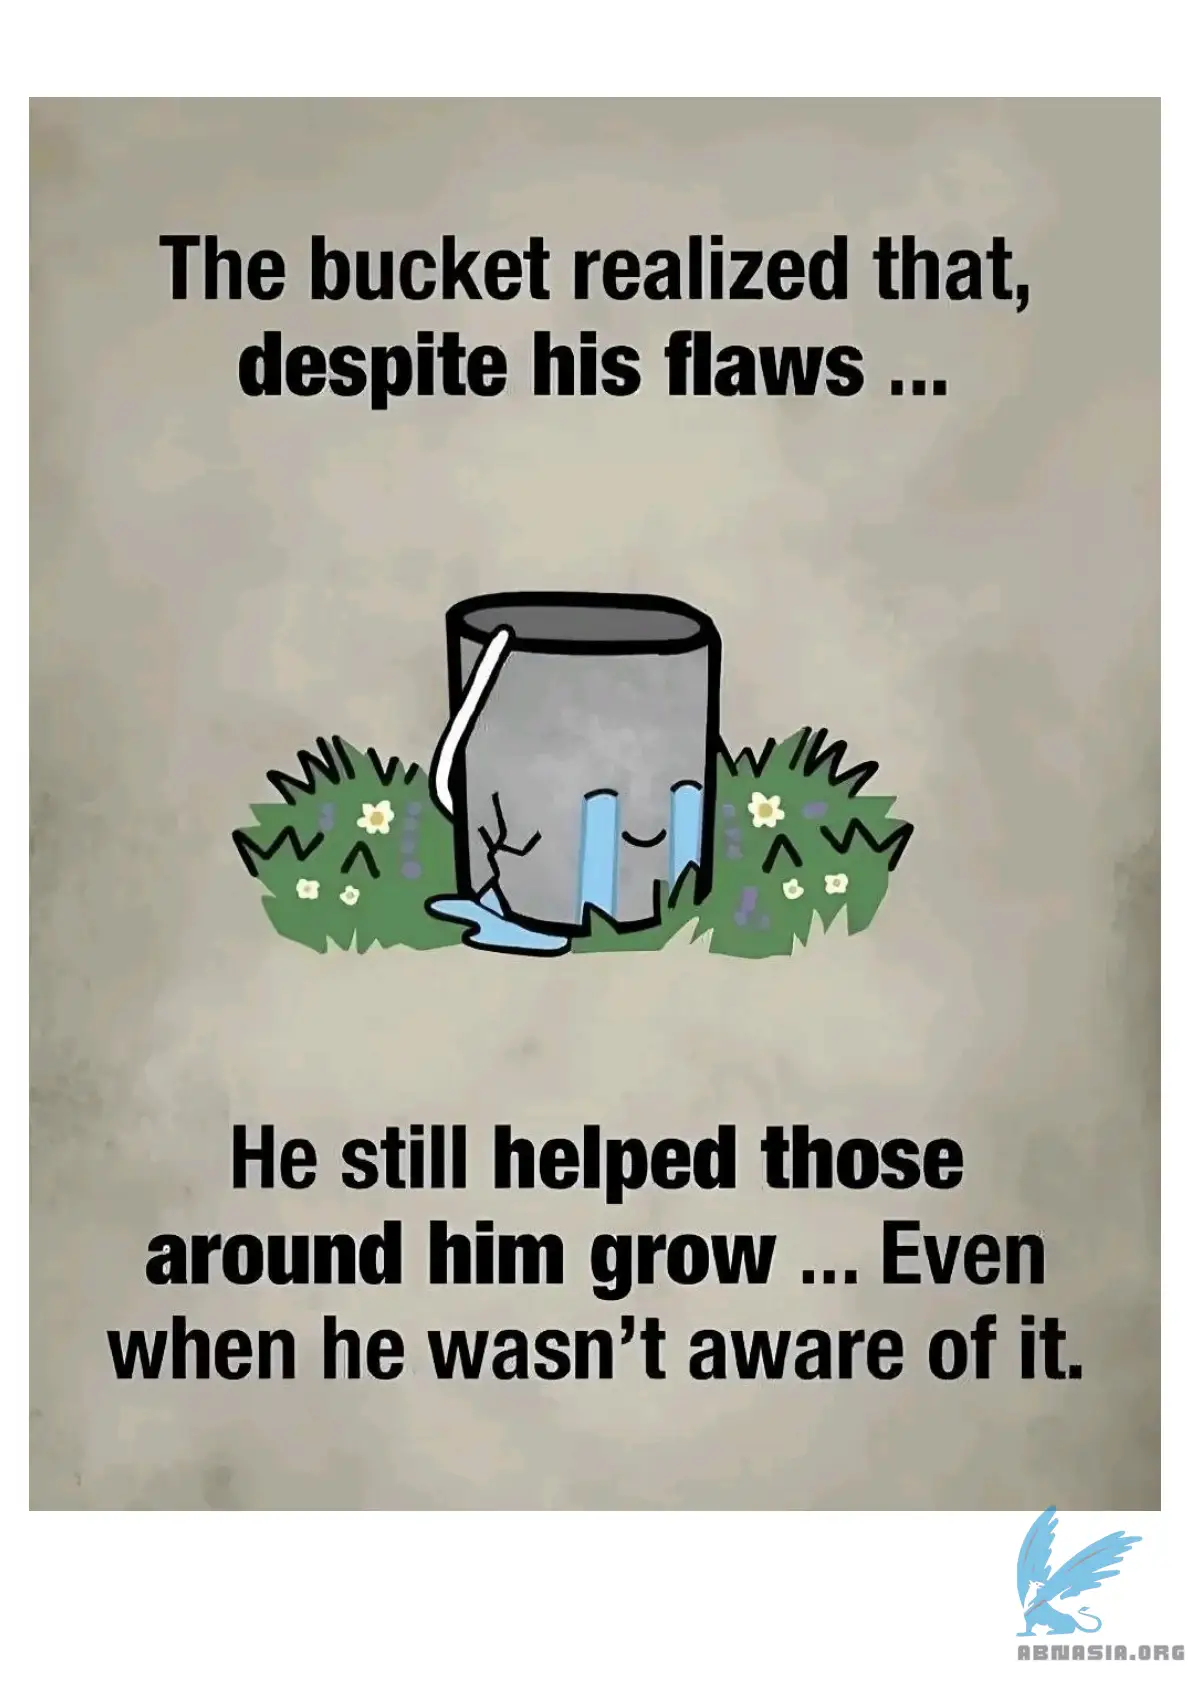 The bucket realized that,
despite his flaws ...
He still helped those
around him grow ... Even
when he wasn’t aware of it.
ABNASIA.ORG